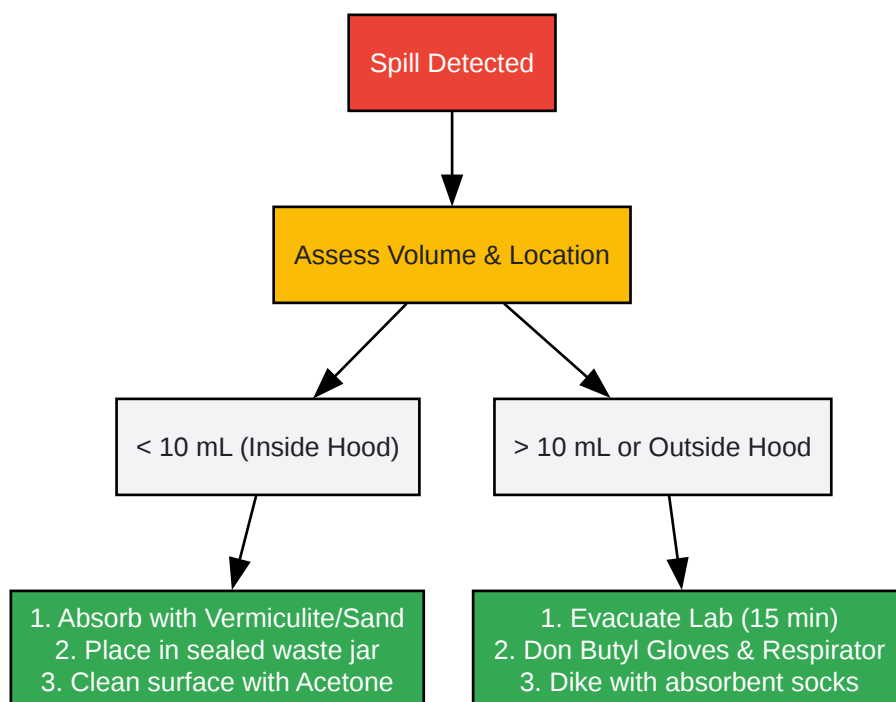 Spill Detected
Assess Volume & Location
< 10 mL (Inside Hood)
> 10 mL or Outside Hood
1. Absorb with Vermiculite/Sand
2. Place in sealed waste jar
3. Clean surface with Acetone
1. Evacuate Lab (15 min)
2. Don Butyl Gloves & Respirator
3. Dike with absorbent socks